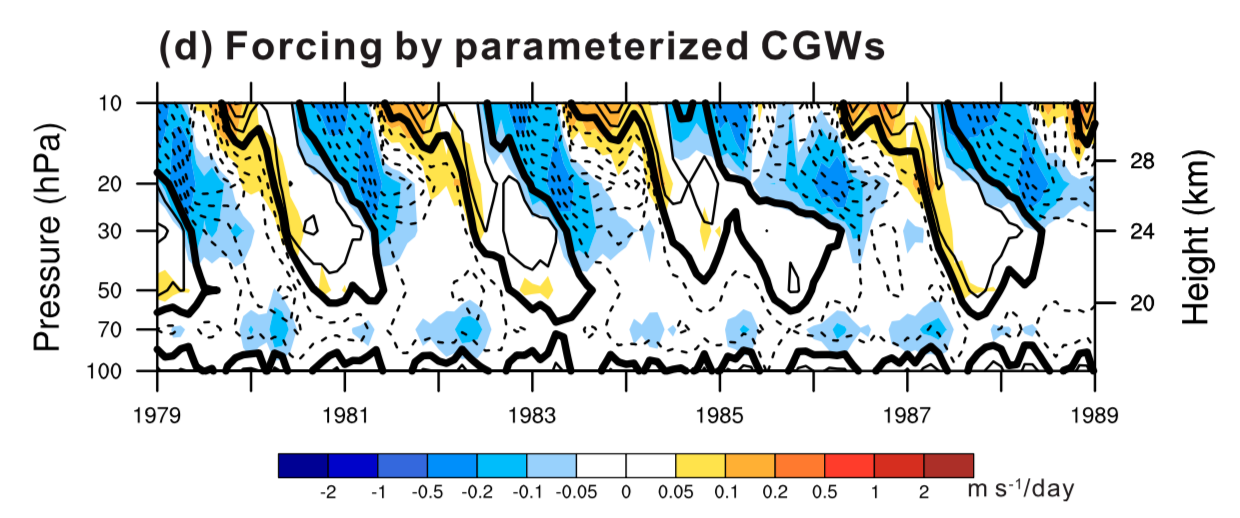 (d) Forcing by parameterized CGWs
Pressure (hPa)
10
20
30
50
70
100
28
24
20
Height (km)
1979 1981 1983 1985 1987 1989
-2 -1 -0.5 -0.2 -0.1 -0.05 0 0.05 0.1 0.2 0.5 1 2 m s⁻¹/day